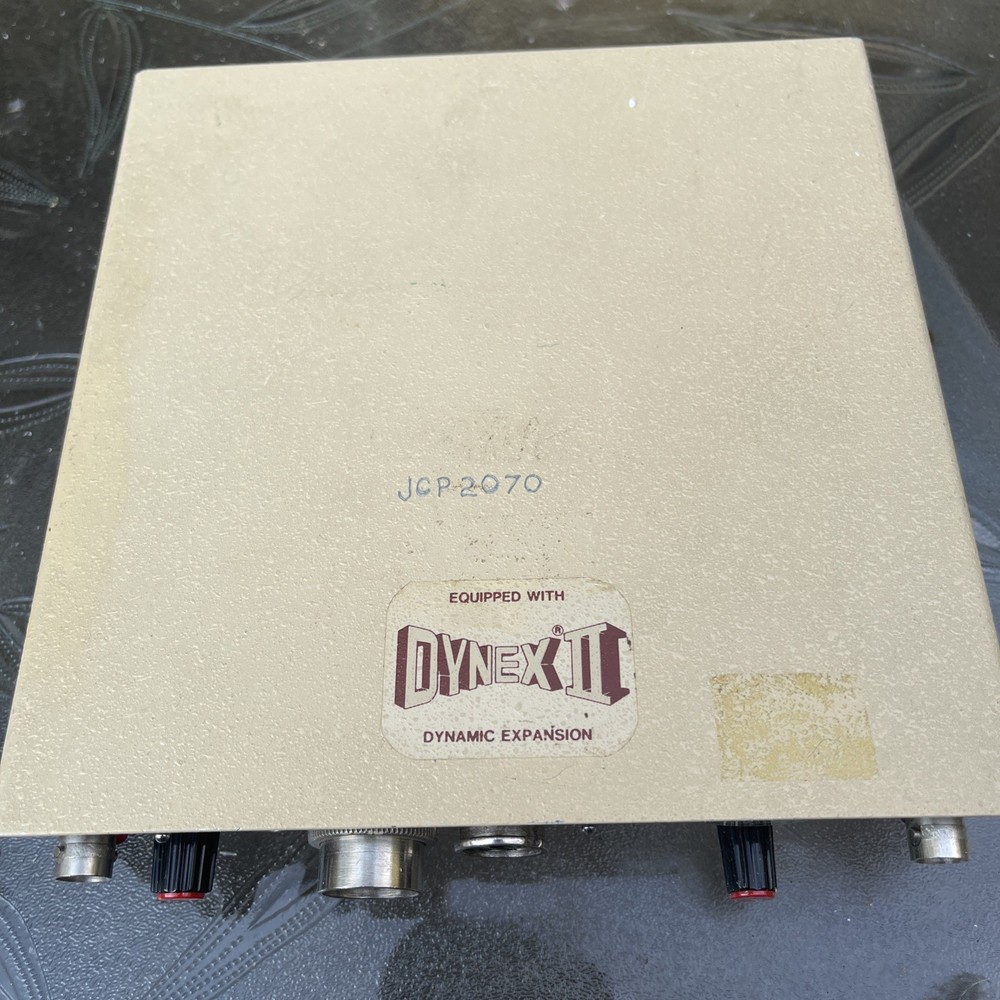 JCP-2070
EQUIPPED WITH
DYNEX® II
DYNAMIC EXPANSION